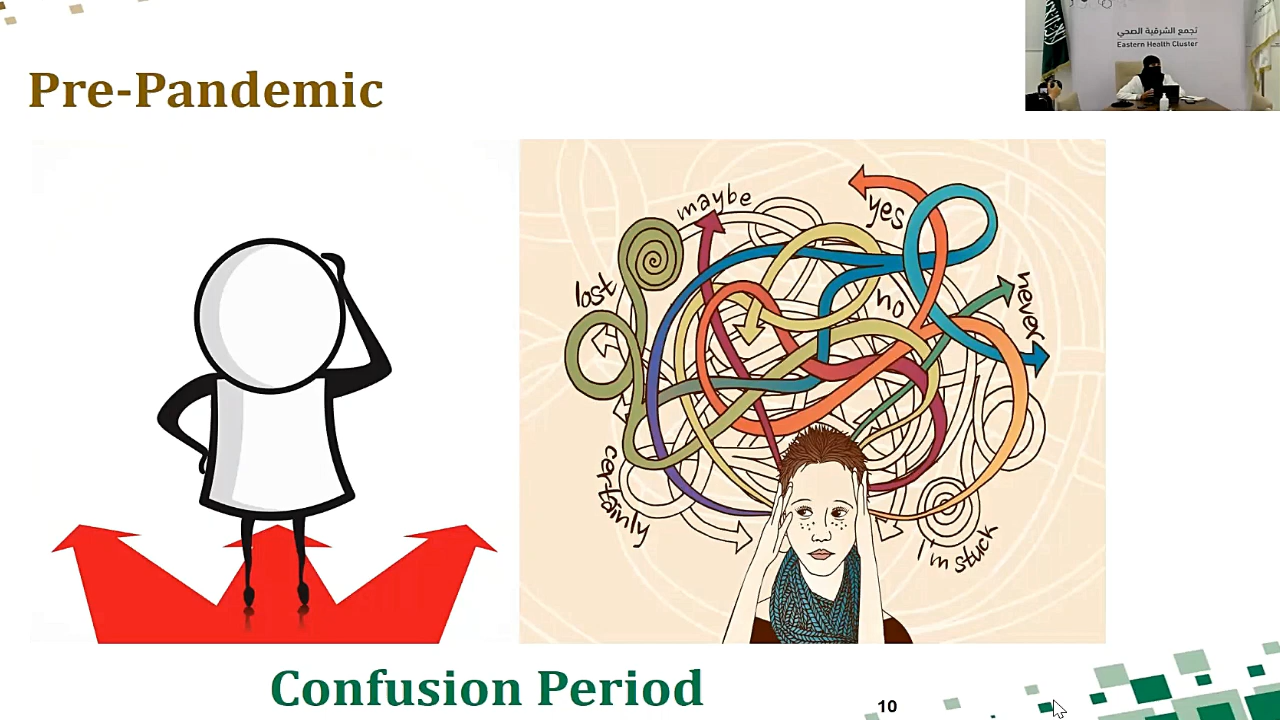 Pre-Pandemic
تجمع الشرقية الصحي
Eastern Health Cluster
maybe
yes
lost
no
never
certainly
I'm stuck
Confusion Period
10